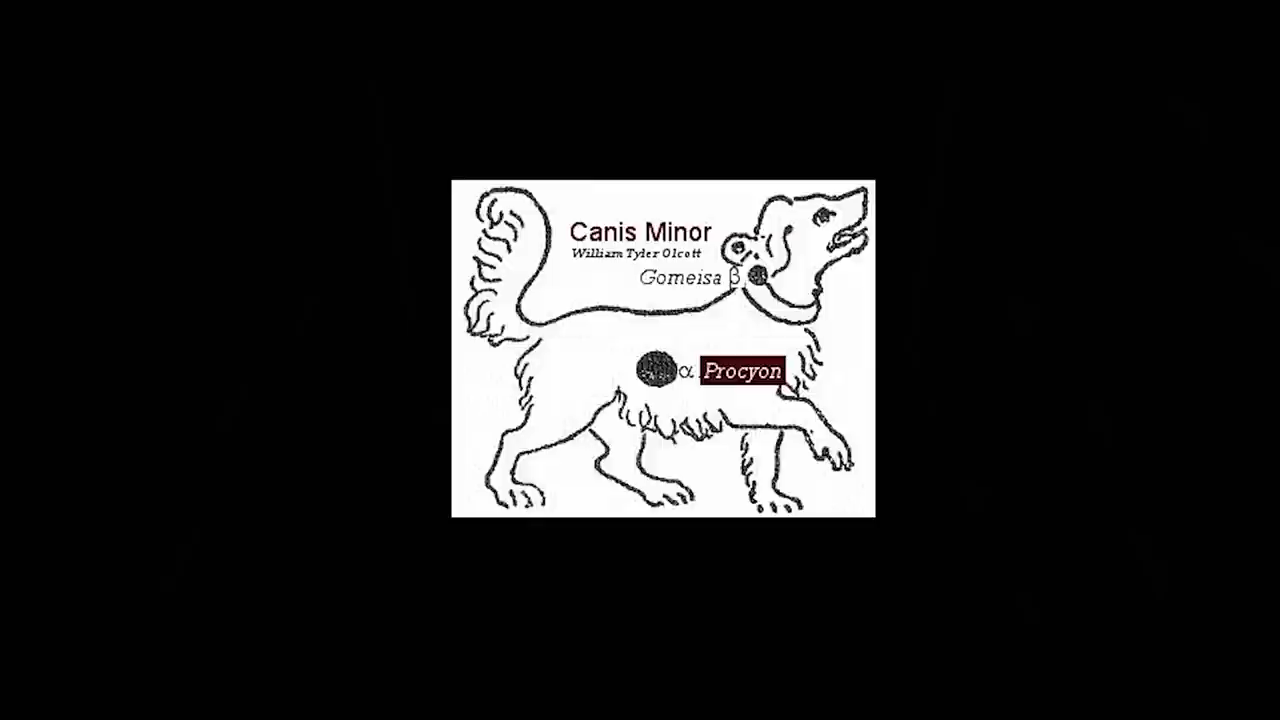 Canis Minor
William Tyler Olcott
Gomeisa β
α Procyon